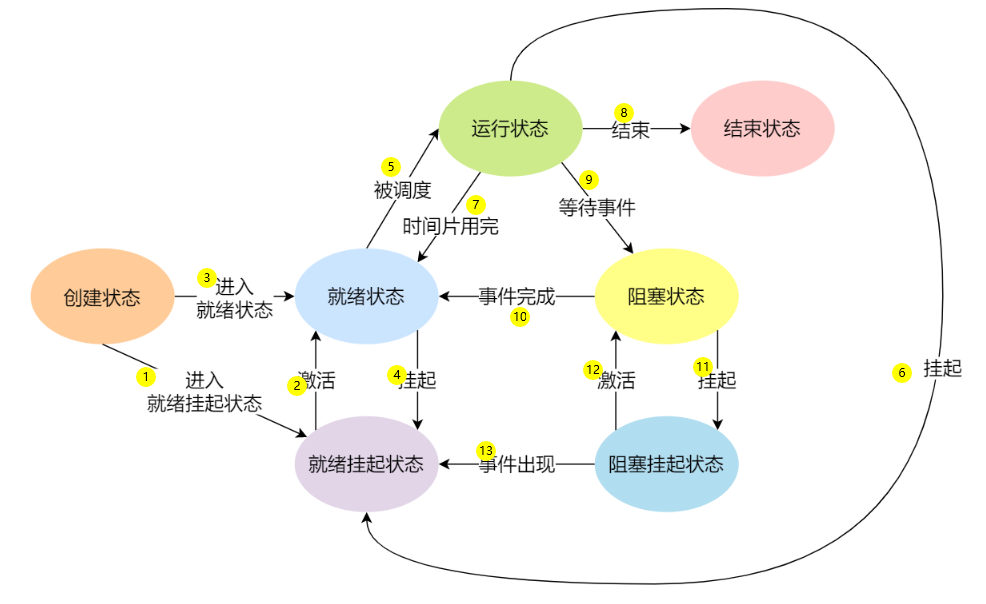 运行状态
8
结束
结束状态
5
被调度
9
等待事件
7
时间片用完
创建状态
3
进入
就绪状态
就绪状态
事件完成
10
阻塞状态
1
进入
就绪挂起状态
2
激活
4
挂起
12
激活
11
挂起
6
挂起
就绪挂起状态
13
事件出现
阻塞挂起状态